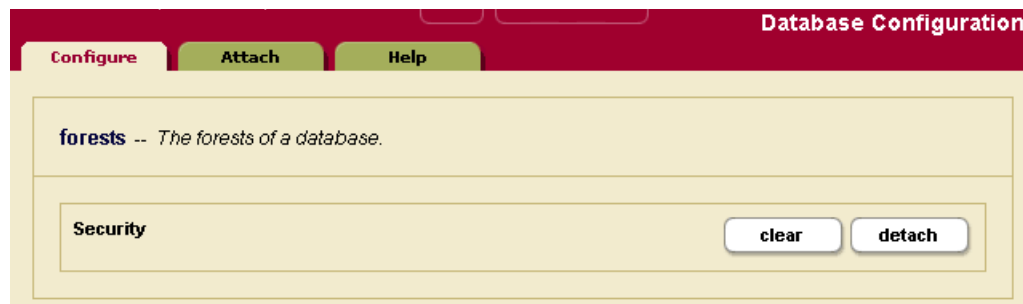 Database Configuration
Configure Attach Help
forests -- The forests of a database.
Security clear detach